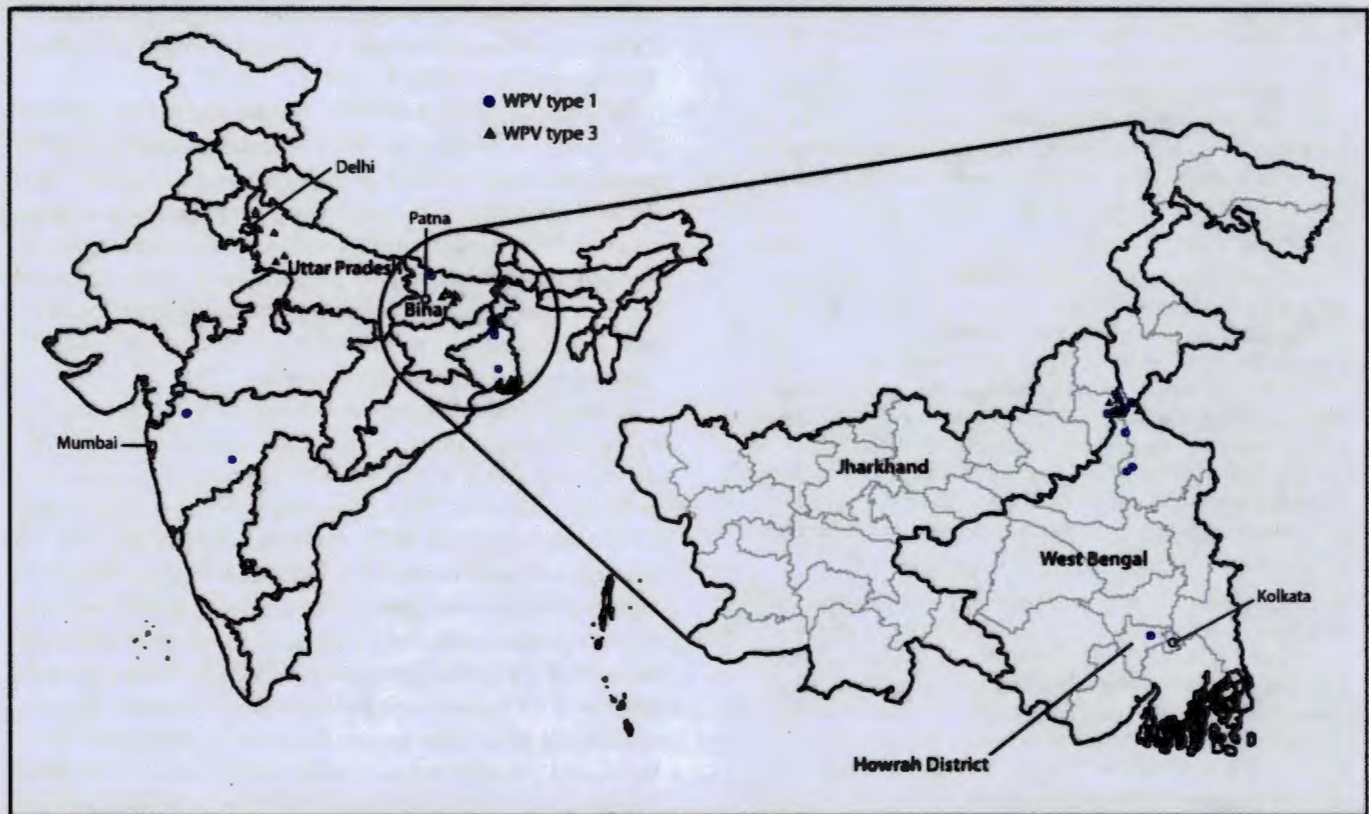 WPV type 1
WPV type 3
Delhi
Patna
Uttar Pradesh
Bihar
Mumbai
Jharkhand
West Bengal
Kolkata
Howrah District